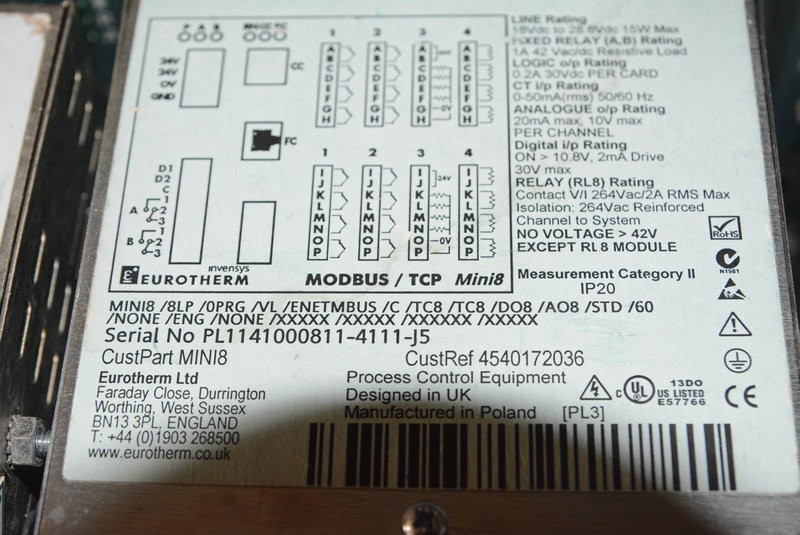 P A B
24V
24V
0V
GND
CC
FC
1 2 3 4
A A A A
B B B B
C C C C
D D D D
E E E E
F F F F
G G G G
H H H H
0V
1 2 3 4
I I I I
J J J J
K K K K
L L L L
M M M M
N N N N
O O O O
P P P P
24V
0V
D1
D2
C
A 1
2
3
B 1
2
3
invensys
EUROTHERM MODBUS / TCP Mini8
LINE Rating
18Vdc to 28.8Vdc 15W Max
FIXED RELAY (A,B) Rating
1A 42 Vac/dc Resistive Load
LOGIC o/p Rating
0.2A 30Vdc PER CARD
CT i/p Rating
0-50mA(rms) 50/60 Hz
ANALOGUE o/p Rating
20mA max, 10V max
PER CHANNEL
Digital i/p Rating
ON > 10.8V, 2mA Drive
30V max
RELAY (RL8) Rating
Contact V/I 264Vac/2A RMS Max
Isolation: 264Vac Reinforced
Channel to System
NO VOLTAGE > 42V
EXCEPT RL8 MODULE
Measurement Category II
IP20
RoHS
N1981
MINI8 /8LP /0PRG /VL /ENETMBUS /C /TC8 /TC8 /DO8 /AO8 /STD /60
/NONE /ENG /NONE /XXXXX /XXXXX /XXXXXX /XXXXX
Serial No PL1141000811-4111-J5
CustPart MINI8 CustRef 4540172036
Eurotherm Ltd
Faraday Close, Durrington
Worthing, West Sussex
BN13 3PL, ENGLAND
T: +44 (0)1903 268500
www.eurotherm.co.uk
Process Control Equipment
Designed in UK
Manufactured in Poland [PL3]
C UL US LISTED
13DO
E57766
CE